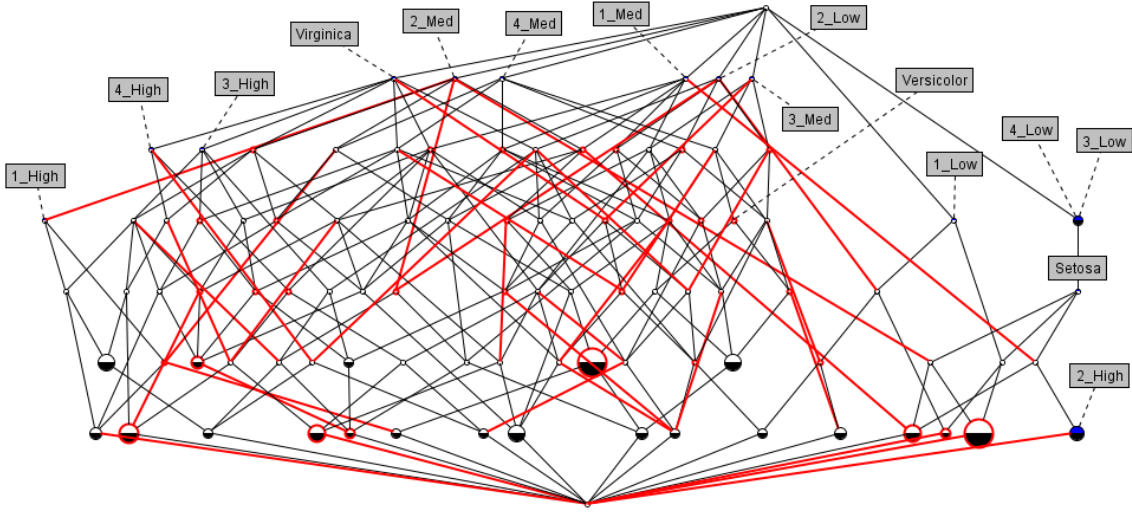 1_Med
2_Low
2_Med
4_Med
Virginica
Versicolor
4_High
3_High
3_Med
4_Low
3_Low
1_High
1_Low
Setosa
2_High